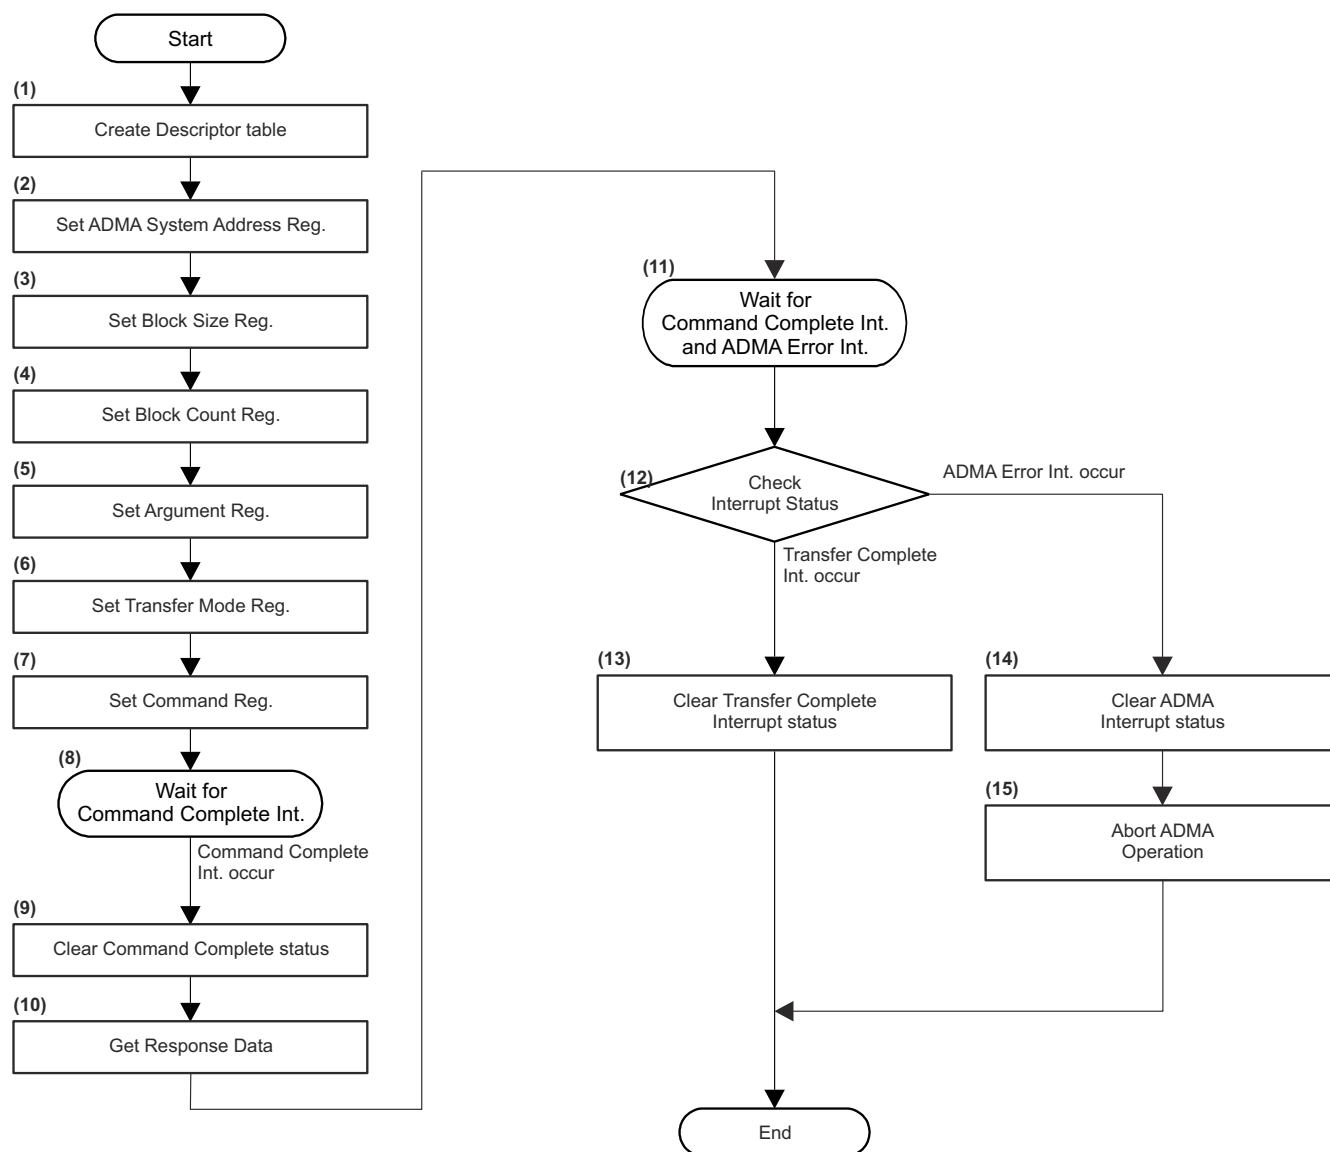 Start
(1)
Create Descriptor table
(2)
Set ADMA System Address Reg.
(3)
Set Block Size Reg.
(4)
Set Block Count Reg.
(5)
Set Argument Reg.
(6)
Set Transfer Mode Reg.
(7)
Set Command Reg.
(8)
Wait for
Command Complete Int.
Command Complete
Int. occur
(9)
Clear Command Complete status
(10)
Get Response Data
(11)
Wait for
Command Complete Int.
and ADMA Error Int.
(12)
Check
Interrupt Status
ADMA Error Int. occur
Transfer Complete
Int. occur
(13)
Clear Transfer Complete
Interrupt status
(14)
Clear ADMA
Interrupt status
(15)
Abort ADMA
Operation
End